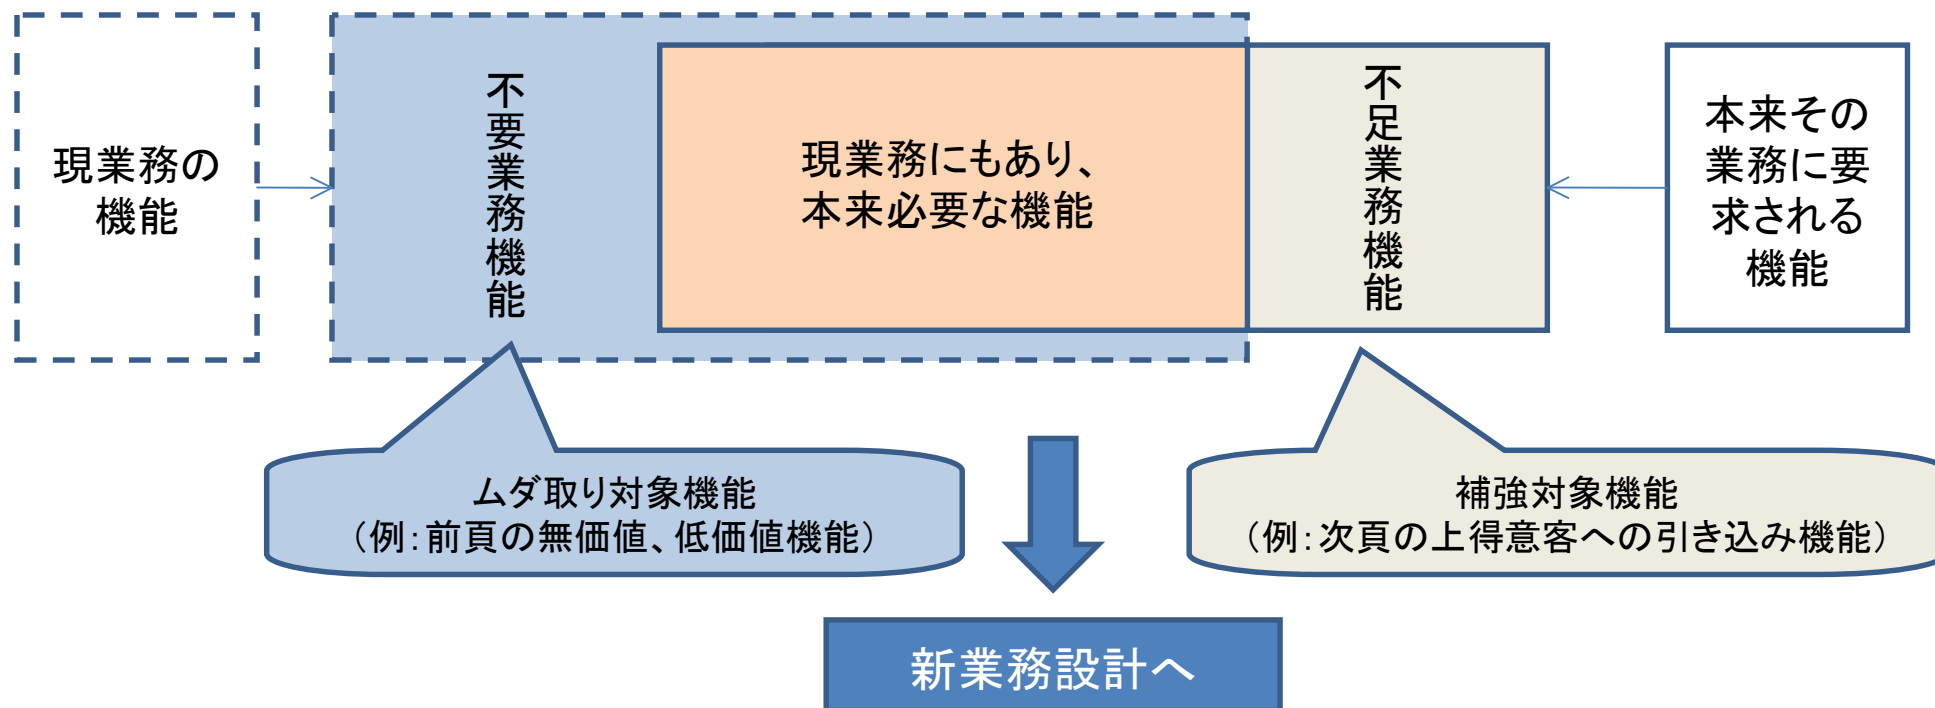 現業務の
機能
不要業務機能
現業務にもあり、
本来必要な機能
不足業務機能
本来その
業務に要
求される
機能
ムダ取り対象機能
（例：前頁の無価値、低価値機能）
補強対象機能
（例：次頁の上得意客への引き込み機能）
新業務設計へ